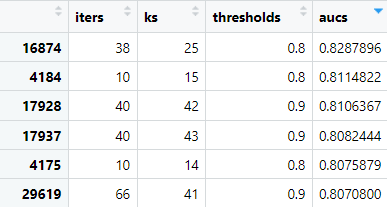 iters ks thresholds aucs
16874 38 25 0.8 0.8287896
4184 10 15 0.8 0.8114822
17928 40 42 0.9 0.8106367
17937 40 43 0.9 0.8082444
4175 10 14 0.8 0.8075879
29619 66 41 0.9 0.8070800